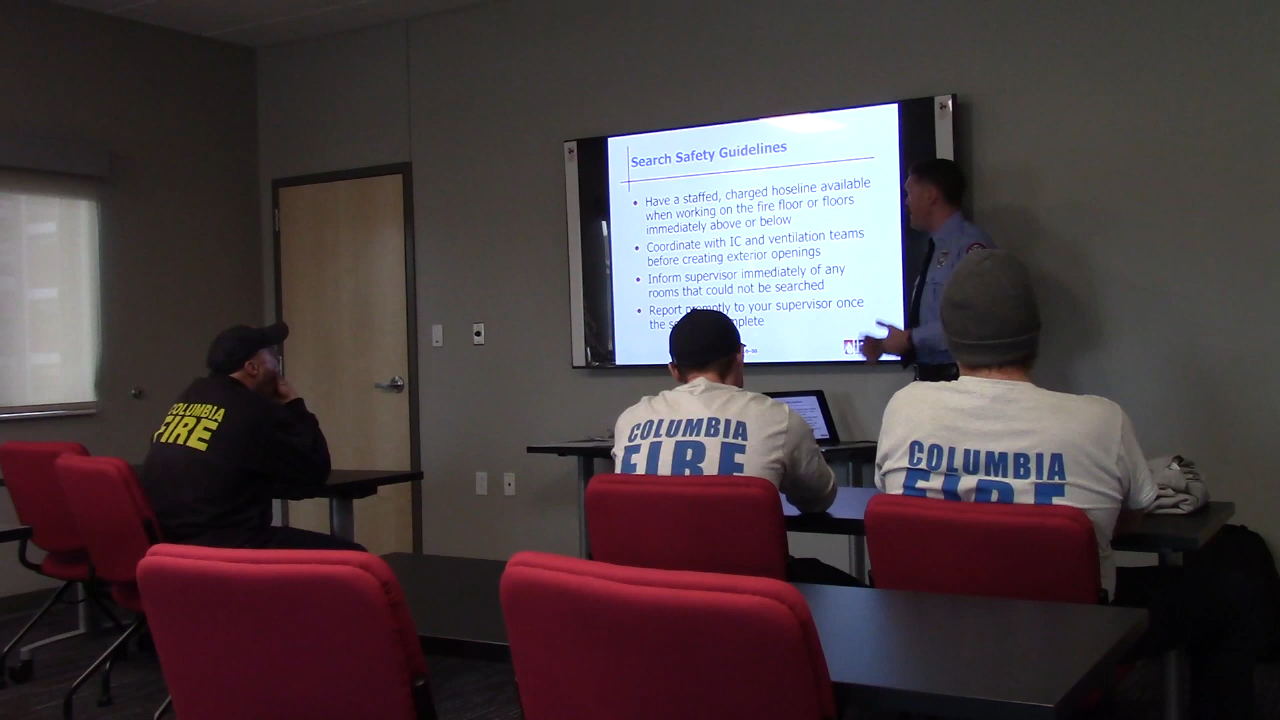 Search Safety Guidelines
• Have a staffed, charged hoseline available
when working on the fire floor or floors
immediately above or below
• Coordinate with IC and ventilation teams
before creating exterior openings
• Inform supervisor immediately of any
rooms that could not be searched
• Report promptly to your supervisor once
the
COLUMBIA
FIRE
COLUMBIA
FIRE
COLUMBIA
FIRE